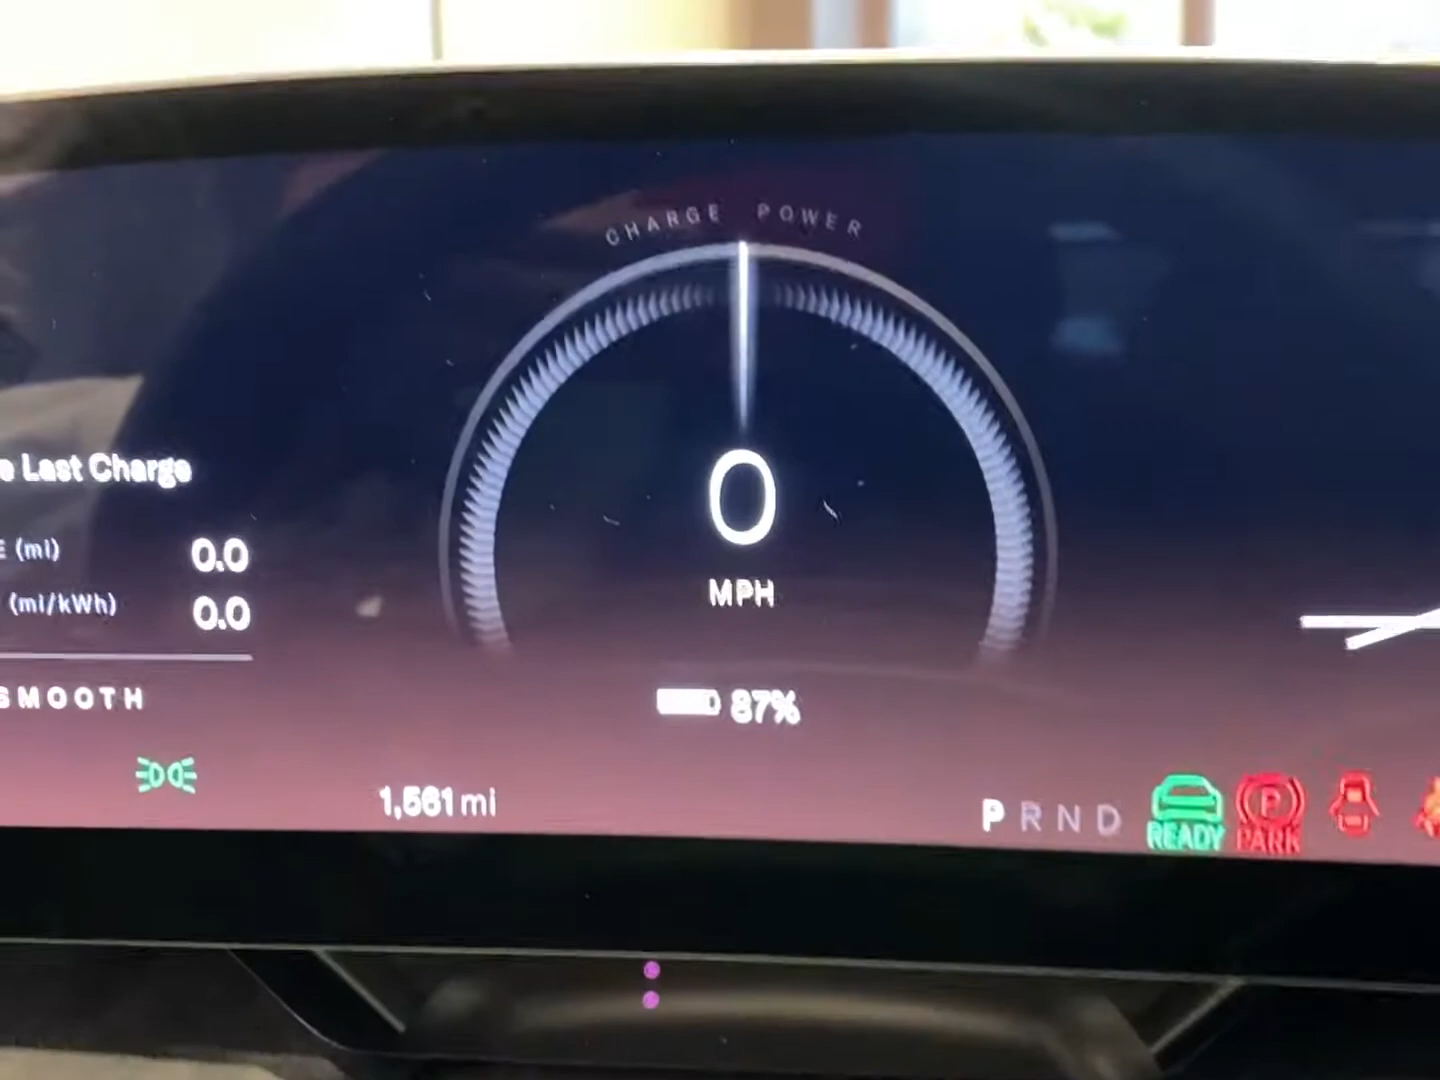 CHARGE POWER
e Last Charge
0
E (mi) 0.0
MPH
(mi/kWh) 0.0
SMOOTH
87%
1,561 mi
P R N D
READY
P
PARK